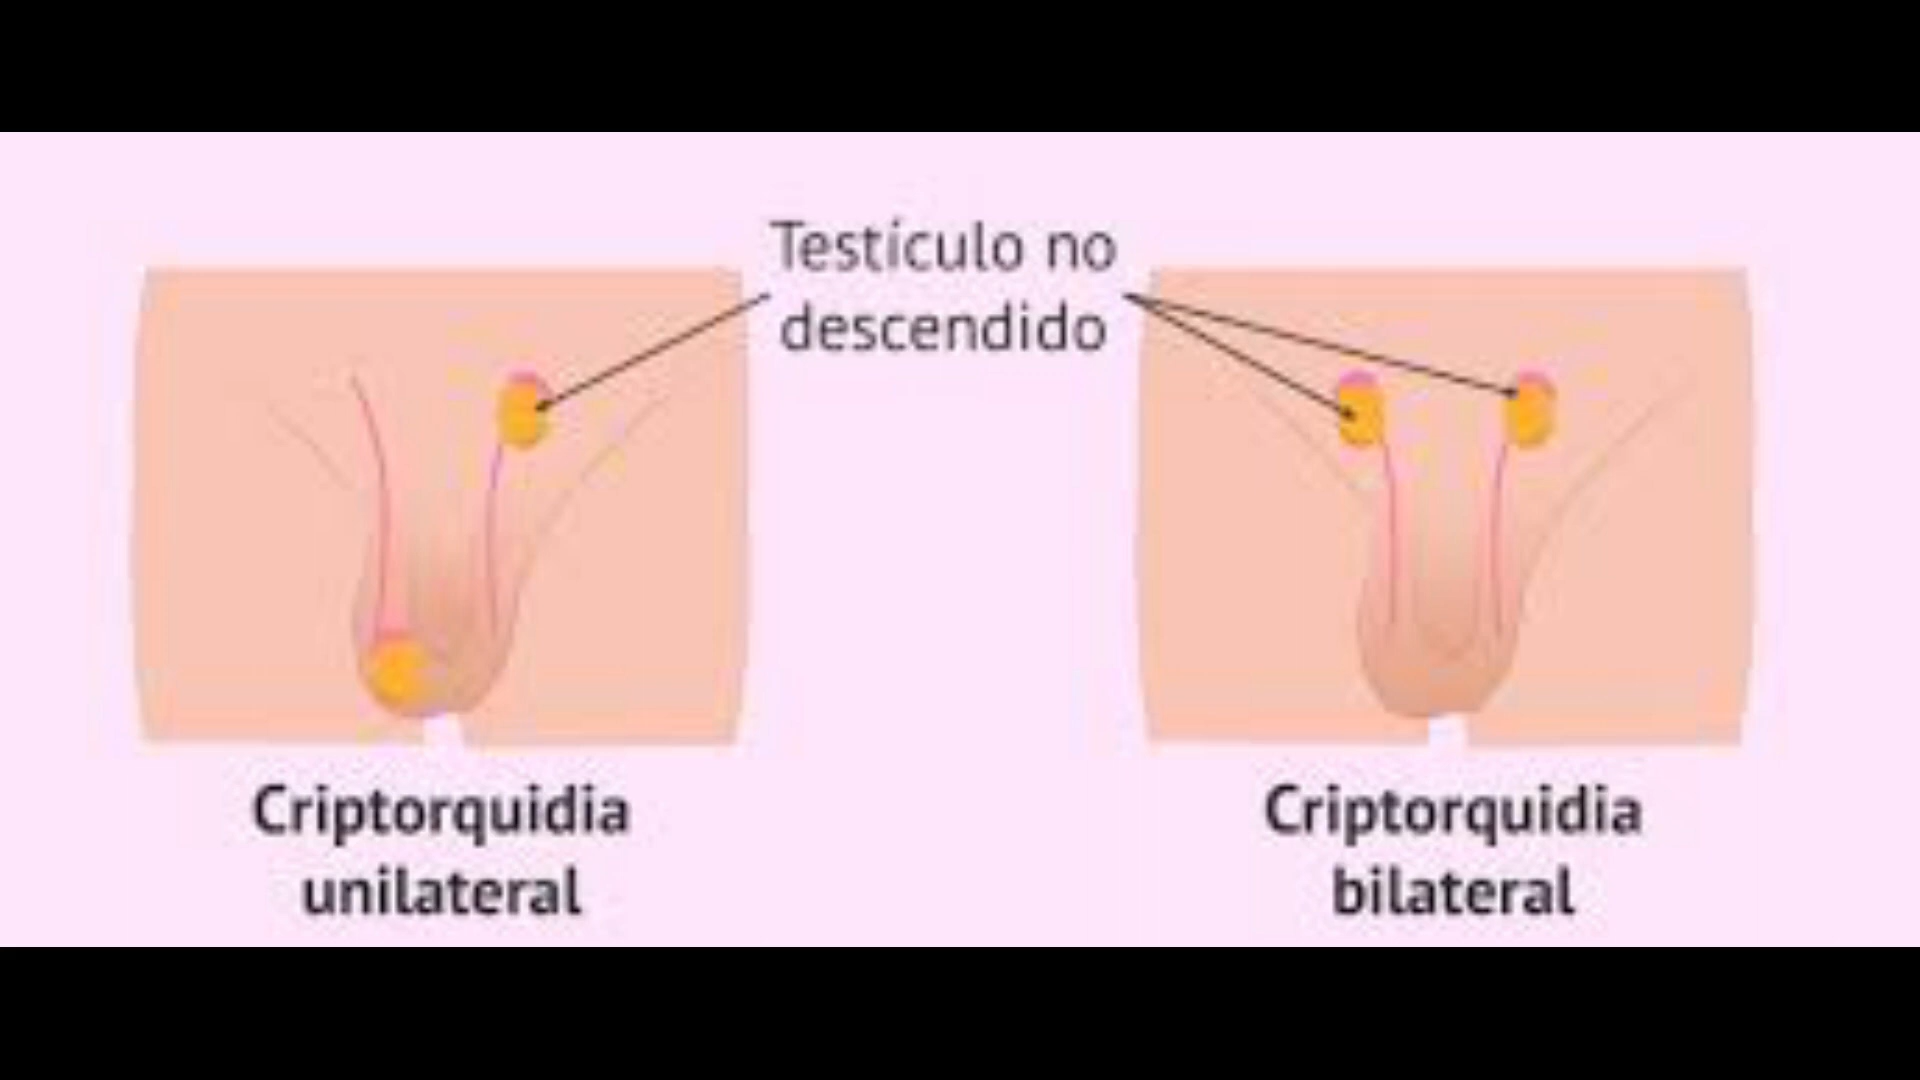 Testículo no
descendido
Criptorquidia
unilateral
Criptorquidia
bilateral